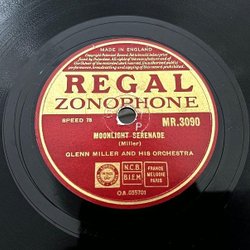 MADE IN ENGLAND
REGAL
ZONOPHONE
SPEED 78
MR.3090
P
MOONLIGHT SERENADE
(Miller)
GLENN MILLER AND HIS ORCHESTRA
N.C.B.
B.I.E.M.
FRANCE
MELODIE
PARIS
OA.035701